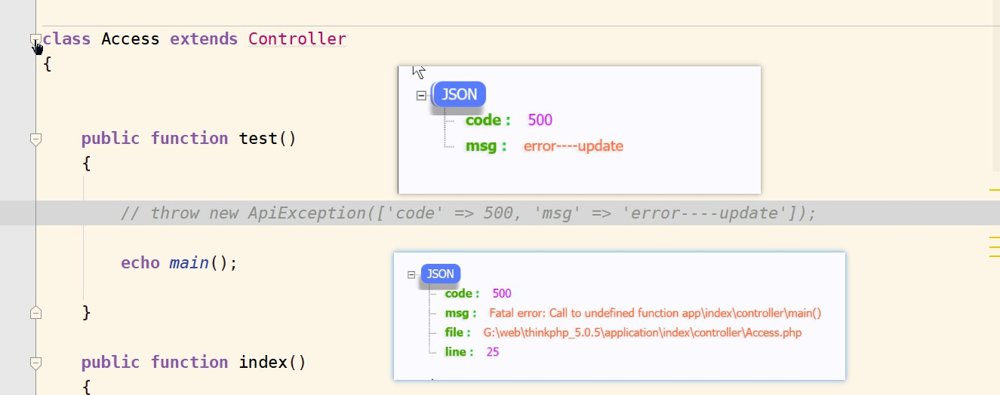 class Access extends Controller
{
JSON
code : 500
msg : error----update
public function test()
{
// throw new ApiException(['code' => 500, 'msg' => 'error----update']);
echo main();
JSON
code : 500
msg : Fatal error: Call to undefined function app\index\controller\main()
file : G:\web\thinkphp_5.0.5\application\index\controller\Access.php
line : 25
}
public function index()
{